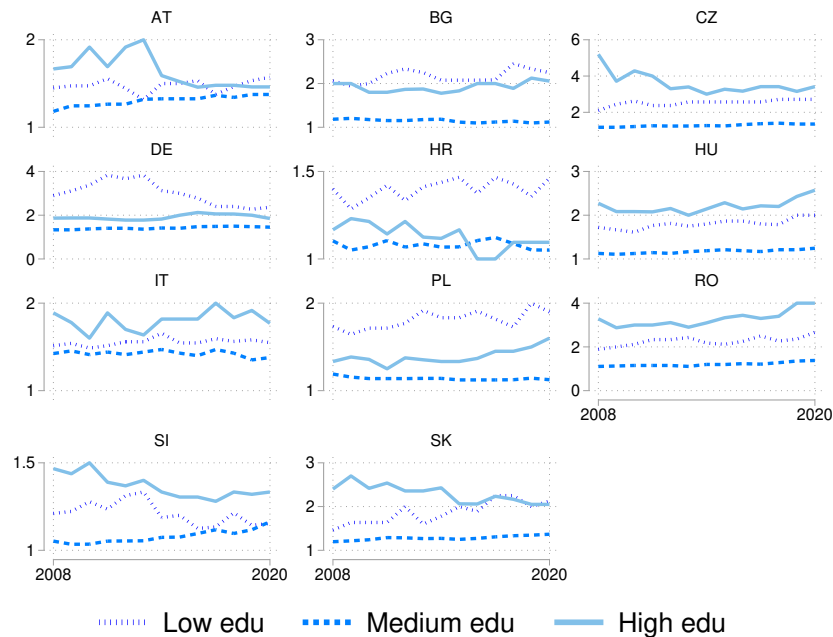 AT BG CZ
2 3 6
2 4
1 1 2
DE HR HU
4 1.5 3
2 2
0 1 1
IT PL RO
2 2 4
2
1 1 0
2008 2020
SI SK
1.5 3
2
1 1
2008 2020 2008 2020
Low edu Medium edu High edu